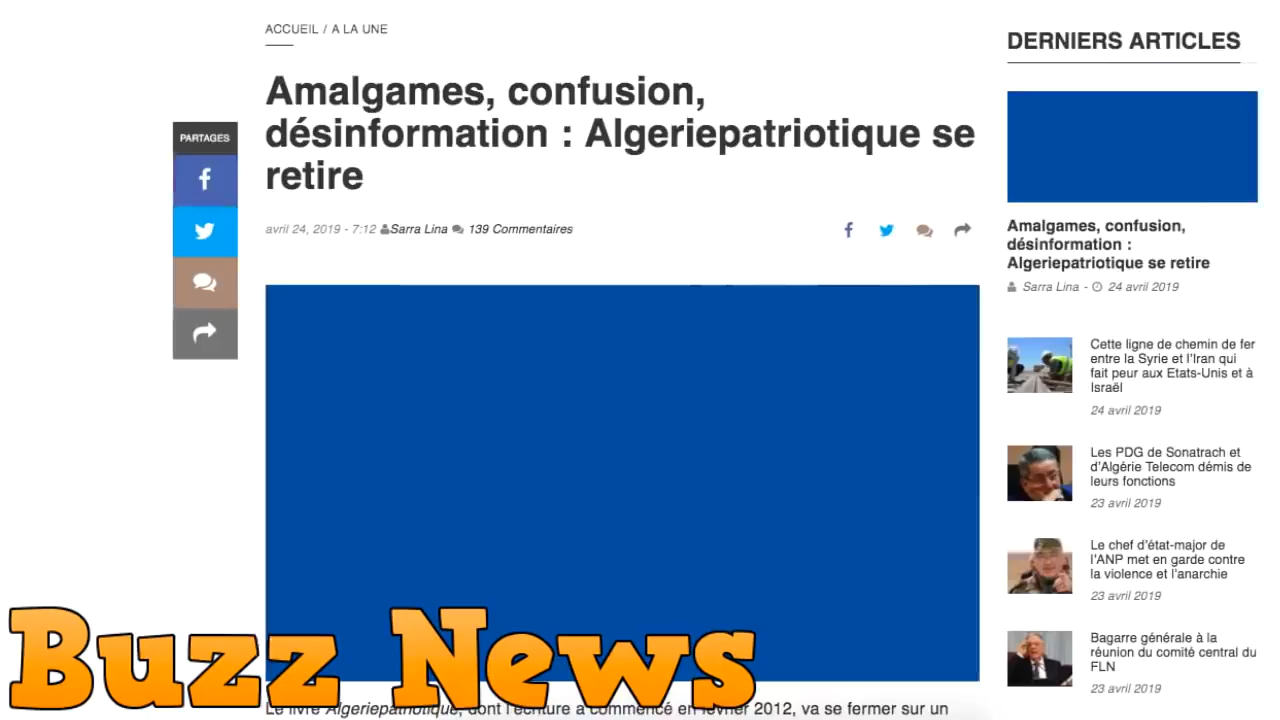 ACCUEIL / A LA UNE
Amalgames, confusion,
désinformation : Algeriepatriotique se
retire
PARTAGES
avril 24, 2019 - 7:12 Sarra Lina 139 Commentaires
Le livre Algeriepatriotique, dont l'écriture a commencé en février 2012, va se fermer sur un
Buzz News
DERNIERS ARTICLES
Amalgames, confusion,
désinformation :
Algeriepatriotique se retire
Sarra Lina - 24 avril 2019
Cette ligne de chemin de fer
entre la Syrie et l'Iran qui
fait peur aux Etats-Unis et à
Israël
24 avril 2019
Les PDG de Sonatrach et
d'Algérie Telecom démis de
leurs fonctions
23 avril 2019
Le chef d'état-major de
l'ANP met en garde contre
la violence et l'anarchie
23 avril 2019
Bagarre générale à la
réunion du comité central du
FLN
23 avril 2019